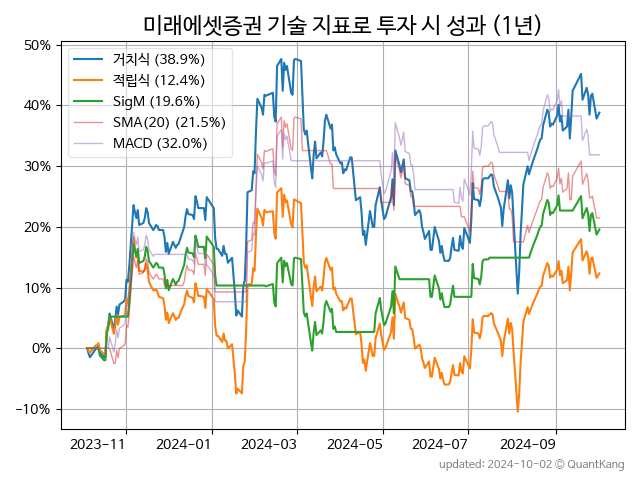 미래에셋증권 기술 지표로 투자 시 성과 (1년)
거치식 (38.9%)
적립식 (12.4%)
SigM (19.6%)
SMA(20) (21.5%)
MACD (32.0%)
50%
40%
30%
20%
10%
0%
−10%
2023-11 2024-01 2024-03 2024-05 2024-07 2024-09
updated: 2024-10-02 © QuantKang